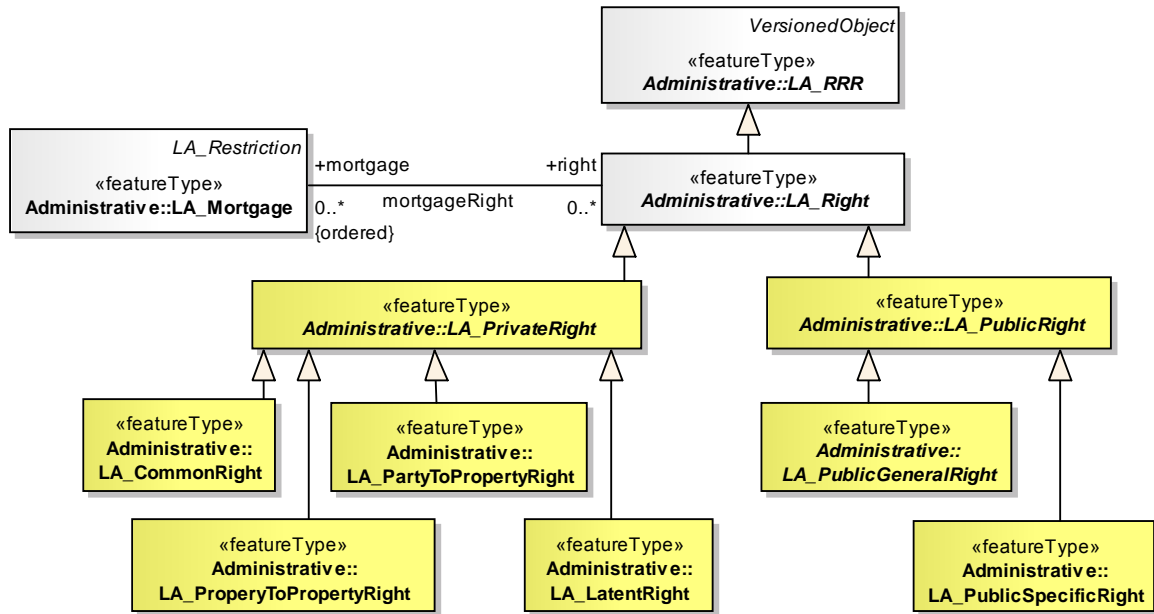 VersionedObject
«featureType»
Administrative::LA_RRR
LA_Restriction
«featureType»
Administrative::LA_Mortgage
+mortgage
+right
0..*
mortgageRight
0..*
{ordered}
«featureType»
Administrative::LA_Right
«featureType»
Administrative::LA_PrivateRight
«featureType»
Administrative::LA_PublicRight
«featureType»
Administrative::
LA_CommonRight
«featureType»
Administrative::
LA_PartyToPropertyRight
«featureType»
Administrative::
LA_PublicGeneralRight
«featureType»
Administrative::
LA_ProperyToPropertyRight
«featureType»
Administrative::
LA_LatentRight
«featureType»
Administrative::
LA_PublicSpecificRight